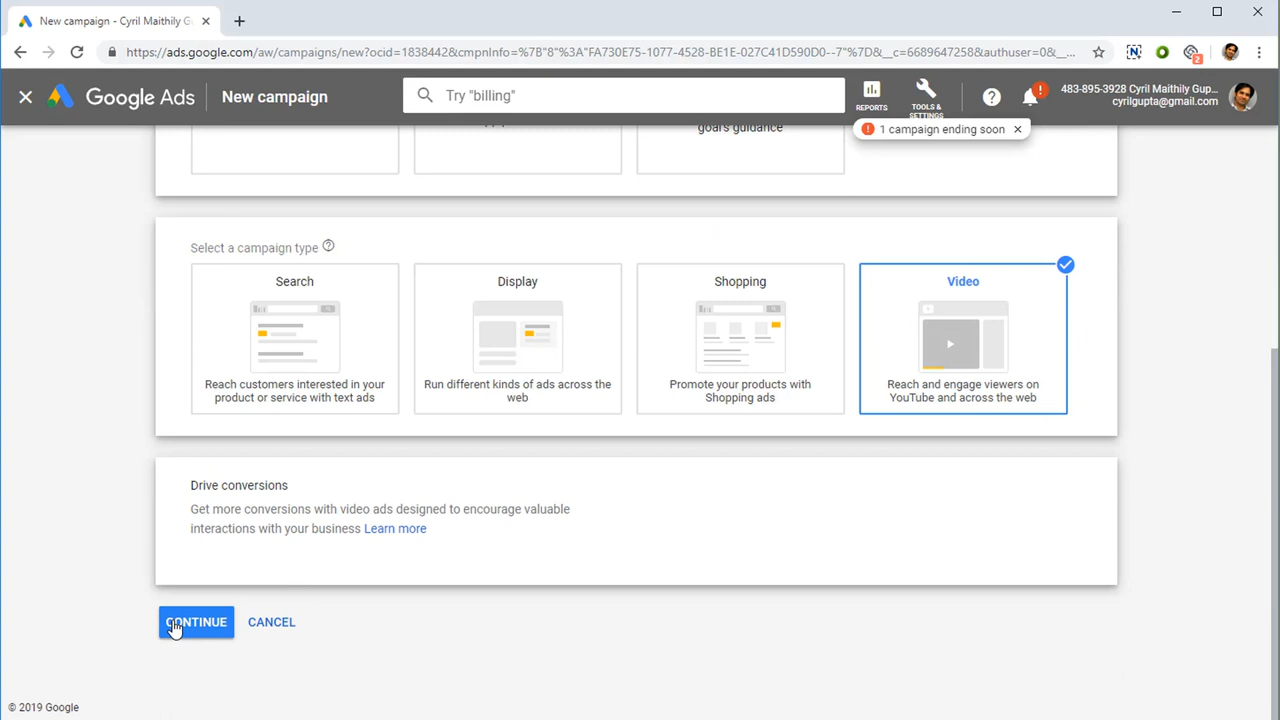 New campaign - Cyril Maithily G
https://ads.google.com/aw/campaigns/new?ocid=1838442&cmpnInfo=%7B"8"%3A"FA730E75-1077-4528-BE1E-027C41D590D0--7"%7D&__c=6689647258&authuser=0&__...
2
Google Ads
New campaign
Try "billing"
REPORTS
TOOLS &
SETTINGS
!
483-895-3928 Cyril Maithily Gup...
cyrilgupta@gmail.com
1 campaign ending soon
goals guidance
Select a campaign type
Search
Reach customers interested in your
product or service with text ads
Display
Run different kinds of ads across the
web
Shopping
Promote your products with
Shopping ads
Video
Reach and engage viewers on
YouTube and across the web
Drive conversions
Get more conversions with video ads designed to encourage valuable
interactions with your business Learn more
CONTINUE
CANCEL
© 2019 Google